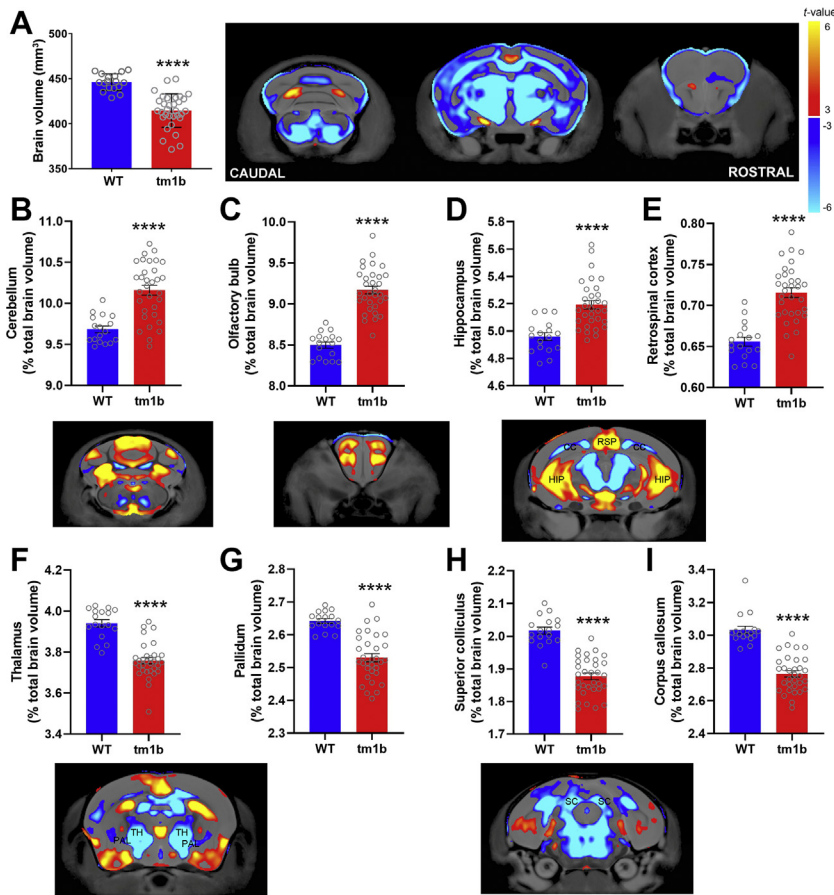 A
Brain volume (mm³)
500
450
400
350
****
WT
tm1b
CAUDAL
ROSTRAL
t-value
6
3
-3
-6
B
Cerebellum
(% total brain volume)
11.0
10.5
10.0
9.5
9.0
****
WT
tm1b
C
Olfactory bulb
(% total brain volume)
10.0
9.5
9.0
8.5
8.0
****
WT
tm1b
D
Hippocampus
(% total brain volume)
5.8
5.6
5.4
5.2
5.0
4.8
4.6
****
WT
tm1b
E
Retrospinal cortex
(% total brain volume)
0.80
0.75
0.70
0.65
0.60
****
WT
tm1b
RSP
CC
CC
HIP
HIP
F
Thalamus
(% total brain volume)
4.2
4.0
3.8
3.6
3.4
****
WT
tm1b
G
Pallidum
(% total brain volume)
2.8
2.7
2.6
2.5
2.4
2.3
****
WT
tm1b
H
Superior colliculus
(% total brain volume)
2.2
2.1
2.0
1.9
1.8
1.7
****
WT
tm1b
I
Corpus callosum
(% total brain volume)
3.6
3.4
3.2
3.0
2.8
2.6
2.4
****
WT
tm1b
TH
TH
PAL
PAL
SC
SC